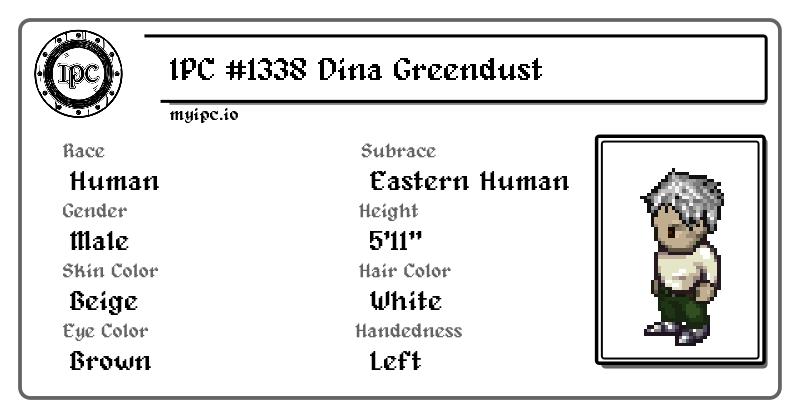 IPC
IPC #1338 Dina Greendust
myipc.io
Race
Human
Subrace
Eastern Human
Gender
Male
Height
5'11"
Skin Color
Beige
Hair Color
White
Eye Color
Brown
Handedness
Left